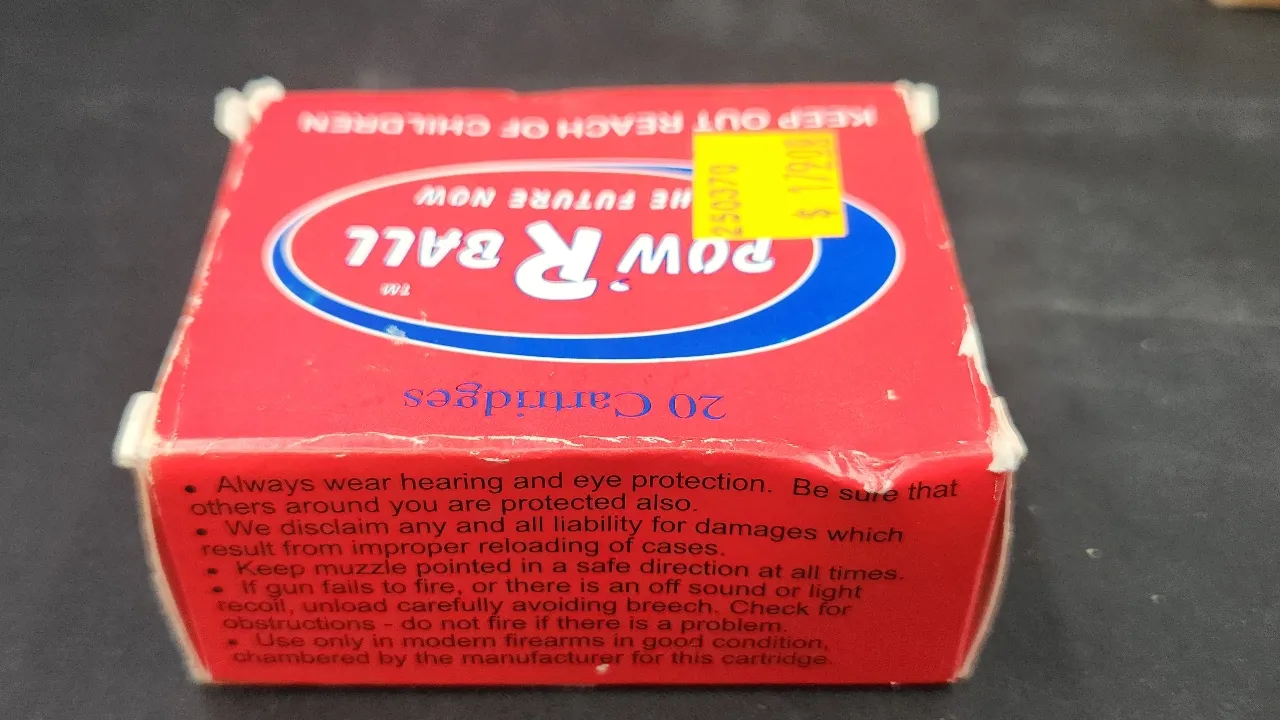 KEEP OUT REACH OF CHILDREN
HE FUTURE NOW
POW'R BALL
TM
20 Cartridges
250370
$ 17.98
• Always wear hearing and eye protection. Be sure that
others around you are protected also.
• We disclaim any and all liability for damages which
result from improper reloading of cases.
• Keep muzzle pointed in a safe direction at all times.
• If gun fails to fire, or there is an off sound or light
recoil, unload carefully avoiding breech. Check for
obstructions - do not fire if there is a problem.
• Use only in modern firearms in good condition,
chambered by the manufacturer for this cartridge.